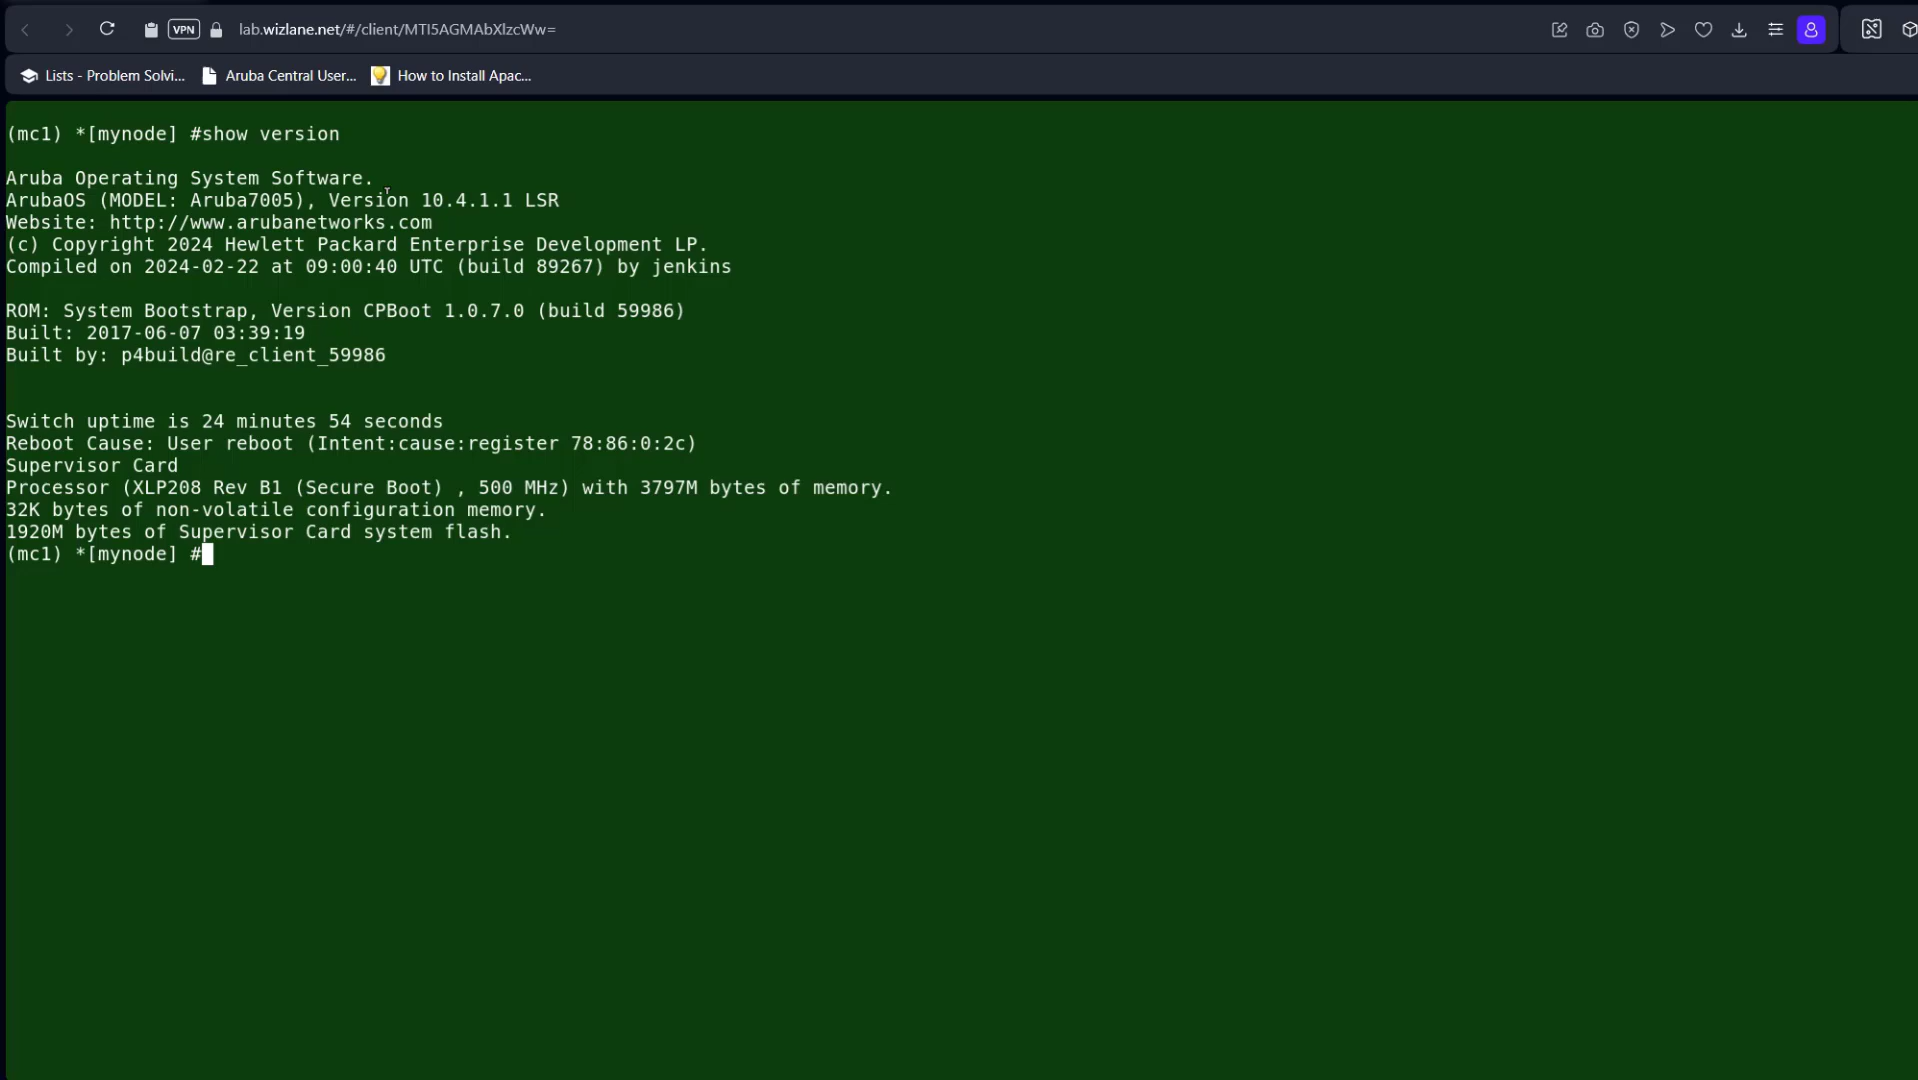 VPN
lab.wizlane.net/#/client/MTI5AGMAbXlzcWw=
Lists - Problem Solvi...
Aruba Central User...
How to Install Apac...
(mc1) *[mynode] #show version
Aruba Operating System Software.
ArubaOS (MODEL: Aruba7005), Version 10.4.1.1 LSR
Website: http://www.arubanetworks.com
(c) Copyright 2024 Hewlett Packard Enterprise Development LP.
Compiled on 2024-02-22 at 09:00:40 UTC (build 89267) by jenkins
ROM: System Bootstrap, Version CPBoot 1.0.7.0 (build 59986)
Built: 2017-06-07 03:39:19
Built by: p4build@re_client_59986
Switch uptime is 24 minutes 54 seconds
Reboot Cause: User reboot (Intent:cause:register 78:86:0:2c)
Supervisor Card
Processor (XLP208 Rev B1 (Secure Boot) , 500 MHz) with 3797M bytes of memory.
32K bytes of non-volatile configuration memory.
1920M bytes of Supervisor Card system flash.
(mc1) *[mynode] #